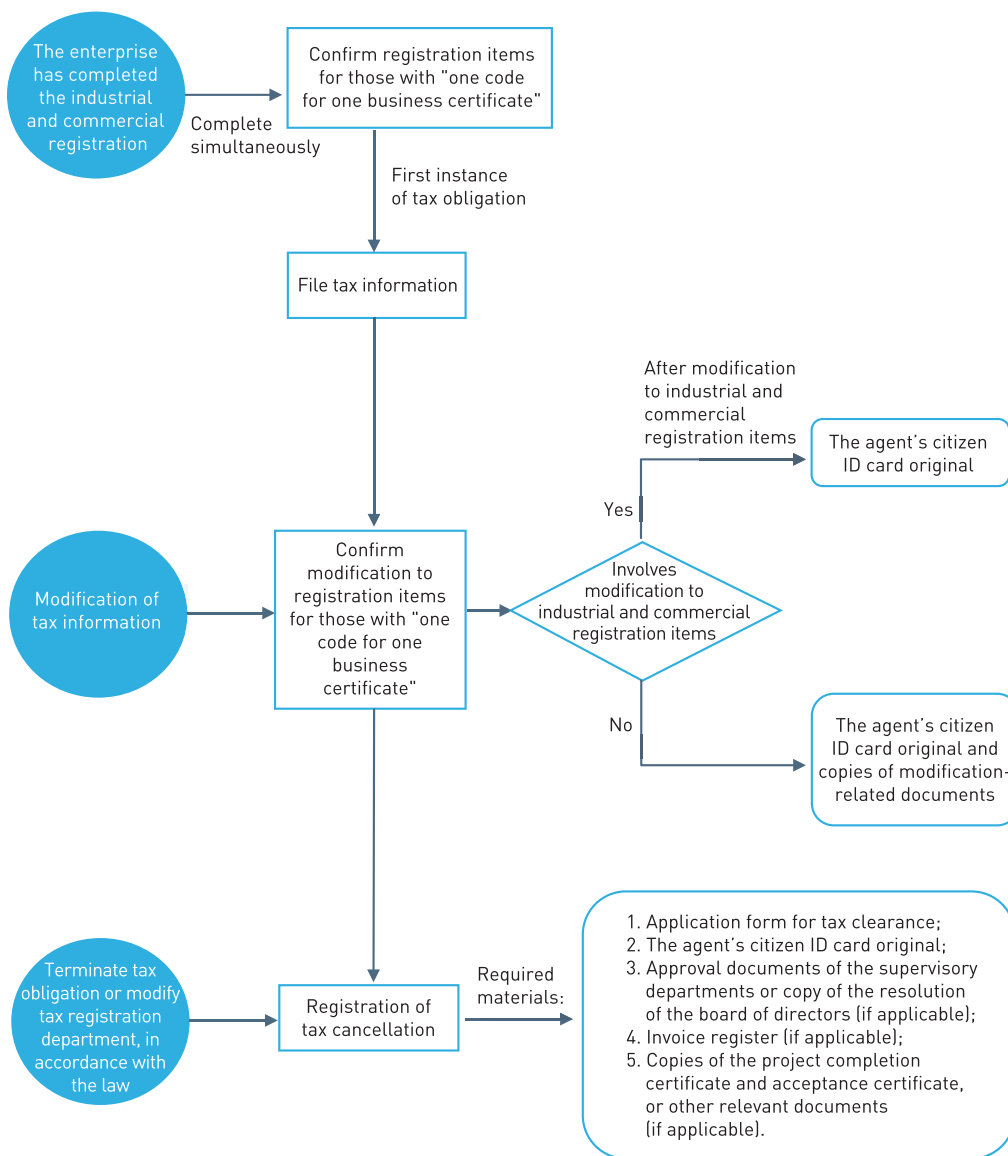 The enterprise
has completed
the industrial
and commercial
registration
Complete
simultaneously
Confirm registration items
for those with "one code
for one business certificate"
First instance
of tax obligation
File tax information
Modification of
tax information
Confirm
modification to
registration items
for those with "one
code for one
business
certificate"
Involves
modification to
industrial and commercial
registration items
Yes
After modification
to industrial and
commercial
registration items
The agent’s citizen
ID card original
No
The agent’s citizen
ID card original and
copies of modification-
related documents
Terminate tax
obligation or modify
tax registration
department, in
accordance with
the law
Registration of
tax cancellation
Required
materials:
1. Application form for tax clearance;
2. The agent’s citizen ID card original;
3. Approval documents of the supervisory
departments or copy of the resolution
of the board of directors (if applicable);
4. Invoice register (if applicable);
5. Copies of the project completion
certificate and acceptance certificate,
or other relevant documents
(if applicable).